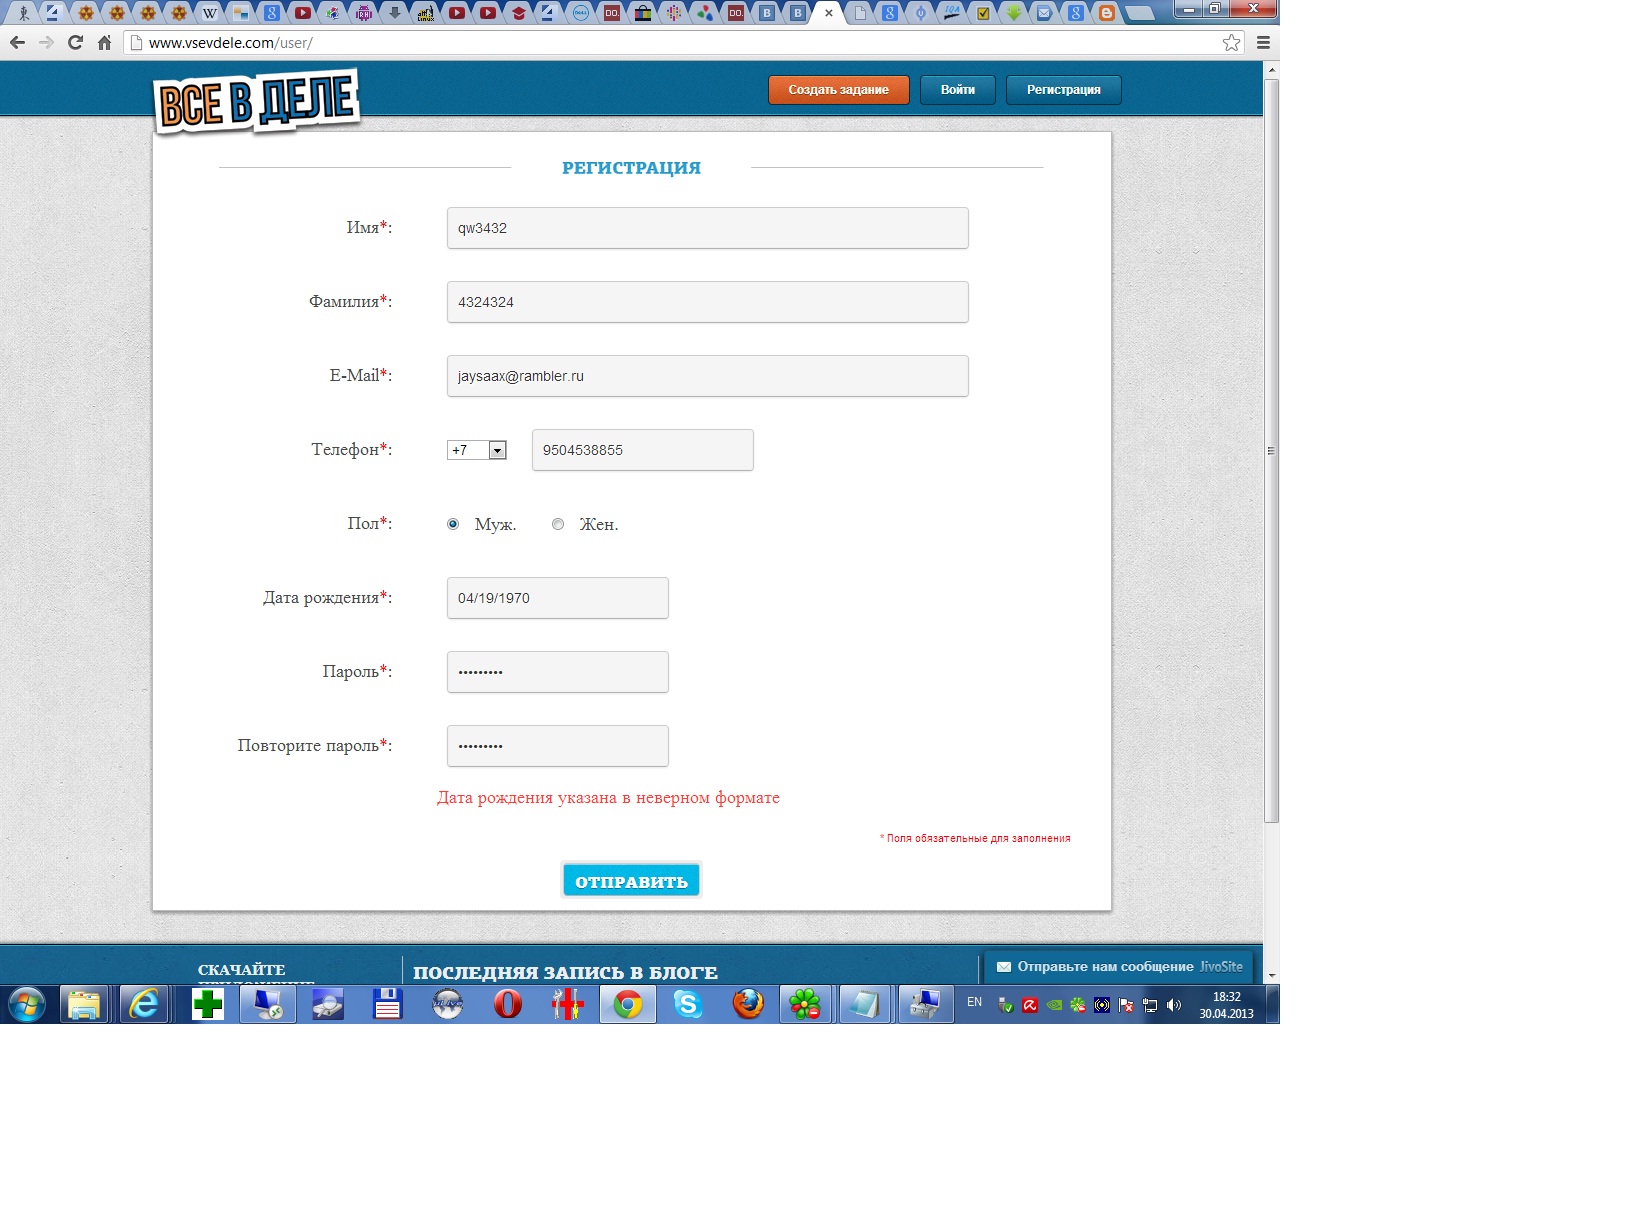 www.vsevdele.com/user/
ВСЕ В ДЕЛЕ
Создать задание
Войти
Регистрация
РЕГИСТРАЦИЯ
Имя*: qw3432
Фамилия*: 4324324
E-Mail*: jaysaax@rambler.ru
Телефон*: +7 9504538855
Пол*: Муж. Жен.
Дата рождения*: 04/19/1970
Пароль*: •••••••••
Повторите пароль*: •••••••••
Дата рождения указана в неверном формате
* Поля обязательные для заполнения
ОТПРАВИТЬ
СКАЧАЙТЕ
ПОСЛЕДНЯЯ ЗАПИСЬ В БЛОГЕ
Отправьте нам сообщение JivoSite
EN
18:32
30.04.2013